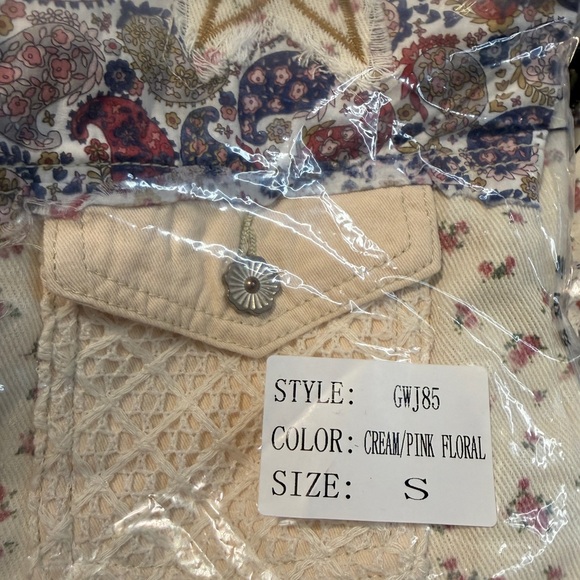 STYLE: GWJ85
COLOR: CREAM/PINK FLORAL
SIZE: S